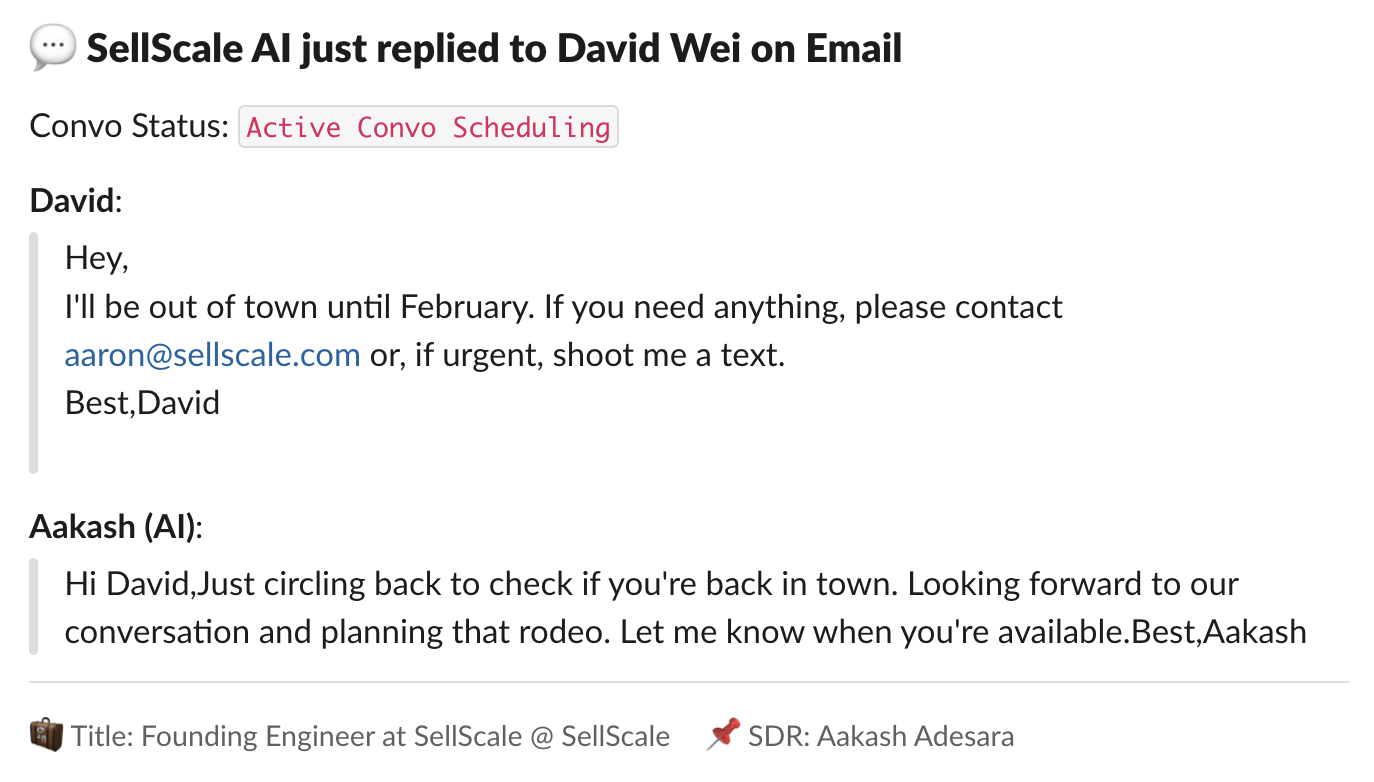 SellScale AI just replied to David Wei on Email
Convo Status: Active Convo Scheduling
David:
Hey,
I'll be out of town until February. If you need anything, please contact
aaron@sellscale.com or, if urgent, shoot me a text.
Best,David
Aakash (AI):
Hi David,Just circling back to check if you're back in town. Looking forward to our
conversation and planning that rodeo. Let me know when you're available.Best,Aakash
Title: Founding Engineer at SellScale @ SellScale SDR: Aakash Adesara